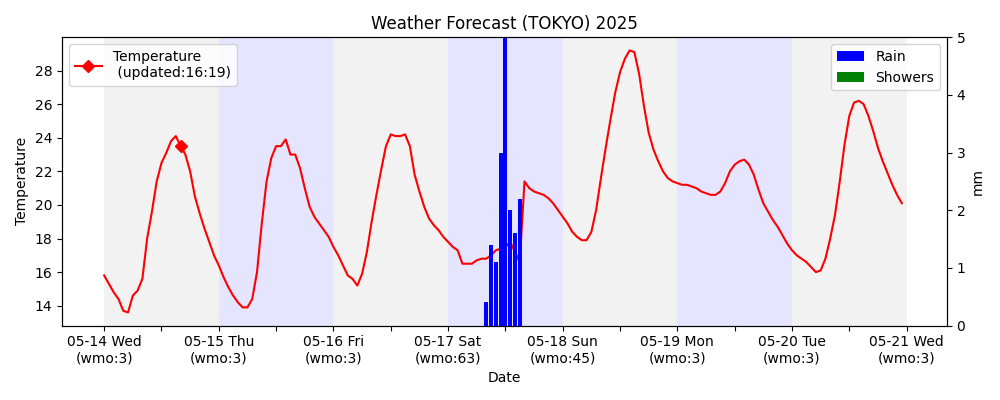 Weather Forecast (TOKYO) 2025
Temperature
(updated:16:19)
Rain
Showers
Temperature
28
26
24
22
20
18
16
14
5
4
3
2
1
0
mm
05-14 Wed
(wmo:3)
05-15 Thu
(wmo:3)
05-16 Fri
(wmo:3)
05-17 Sat
(wmo:63)
05-18 Sun
(wmo:45)
05-19 Mon
(wmo:3)
05-20 Tue
(wmo:3)
05-21 Wed
(wmo:3)
Date